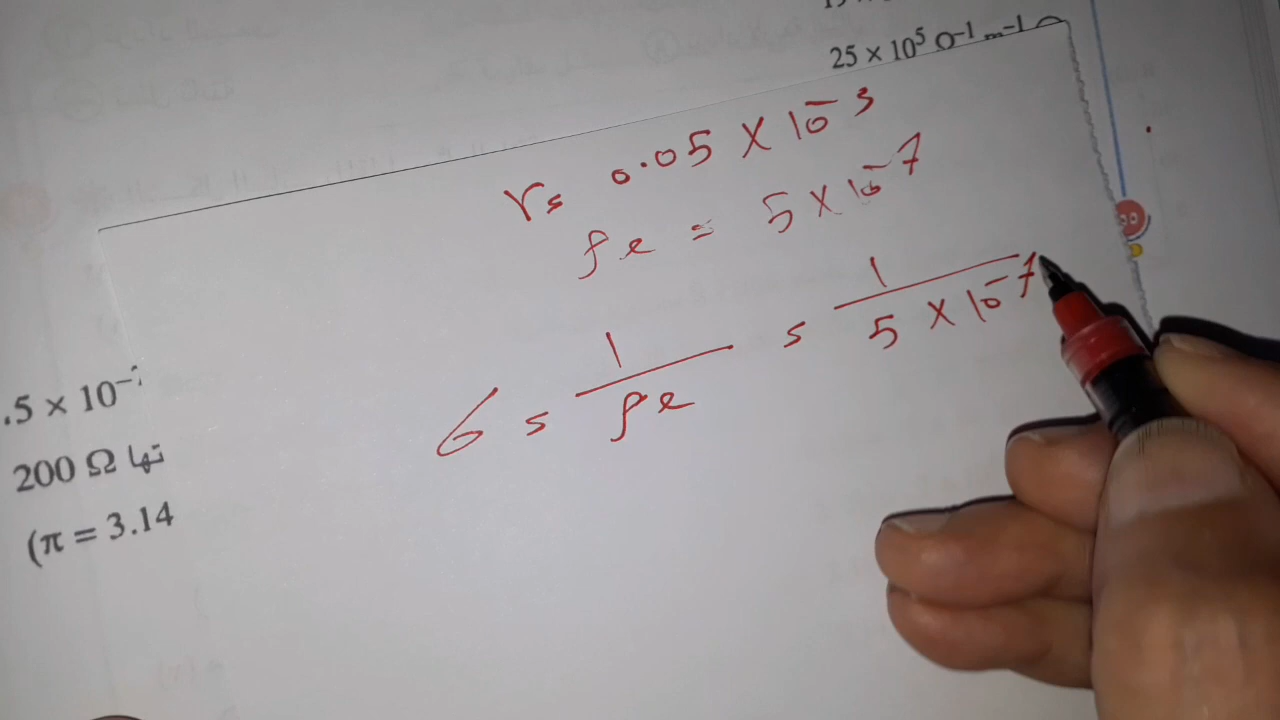 25 × 10⁵ Ω⁻¹ m⁻¹
r = 0.05 × 10⁻³
ρe = 5 × 10⁻⁷
σ = 1/ρe = 1/5 × 10⁻⁷
.5 × 10⁻
200 Ω تها
(π = 3.14